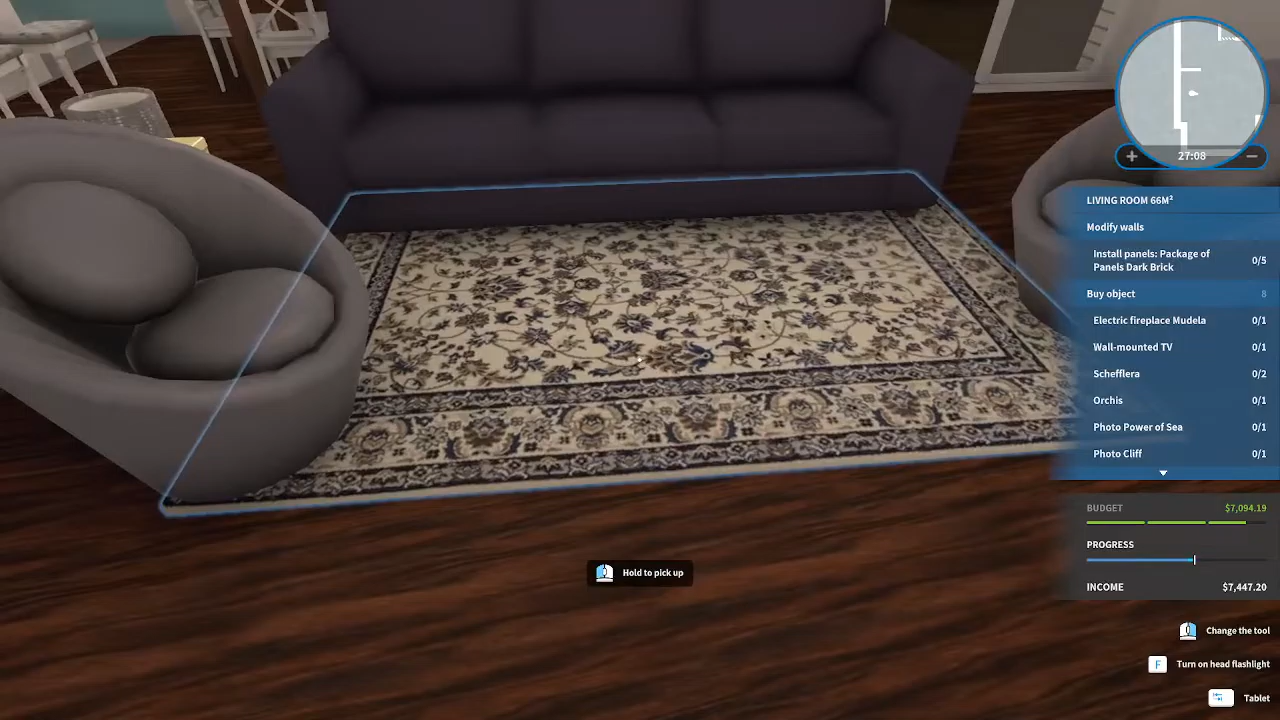 + 27:08 −
LIVING ROOM 66M²
Modify walls
Install panels: Package of 0/5
Panels Dark Brick
Buy object 8
Electric fireplace Mudela 0/1
Wall-mounted TV 0/1
Schefflera 0/2
Orchis 0/1
Photo Power of Sea 0/1
Photo Cliff 0/1
BUDGET $7,094.19
PROGRESS
INCOME $7,447.20
Hold to pick up
Change the tool
F Turn on head flashlight
Tablet